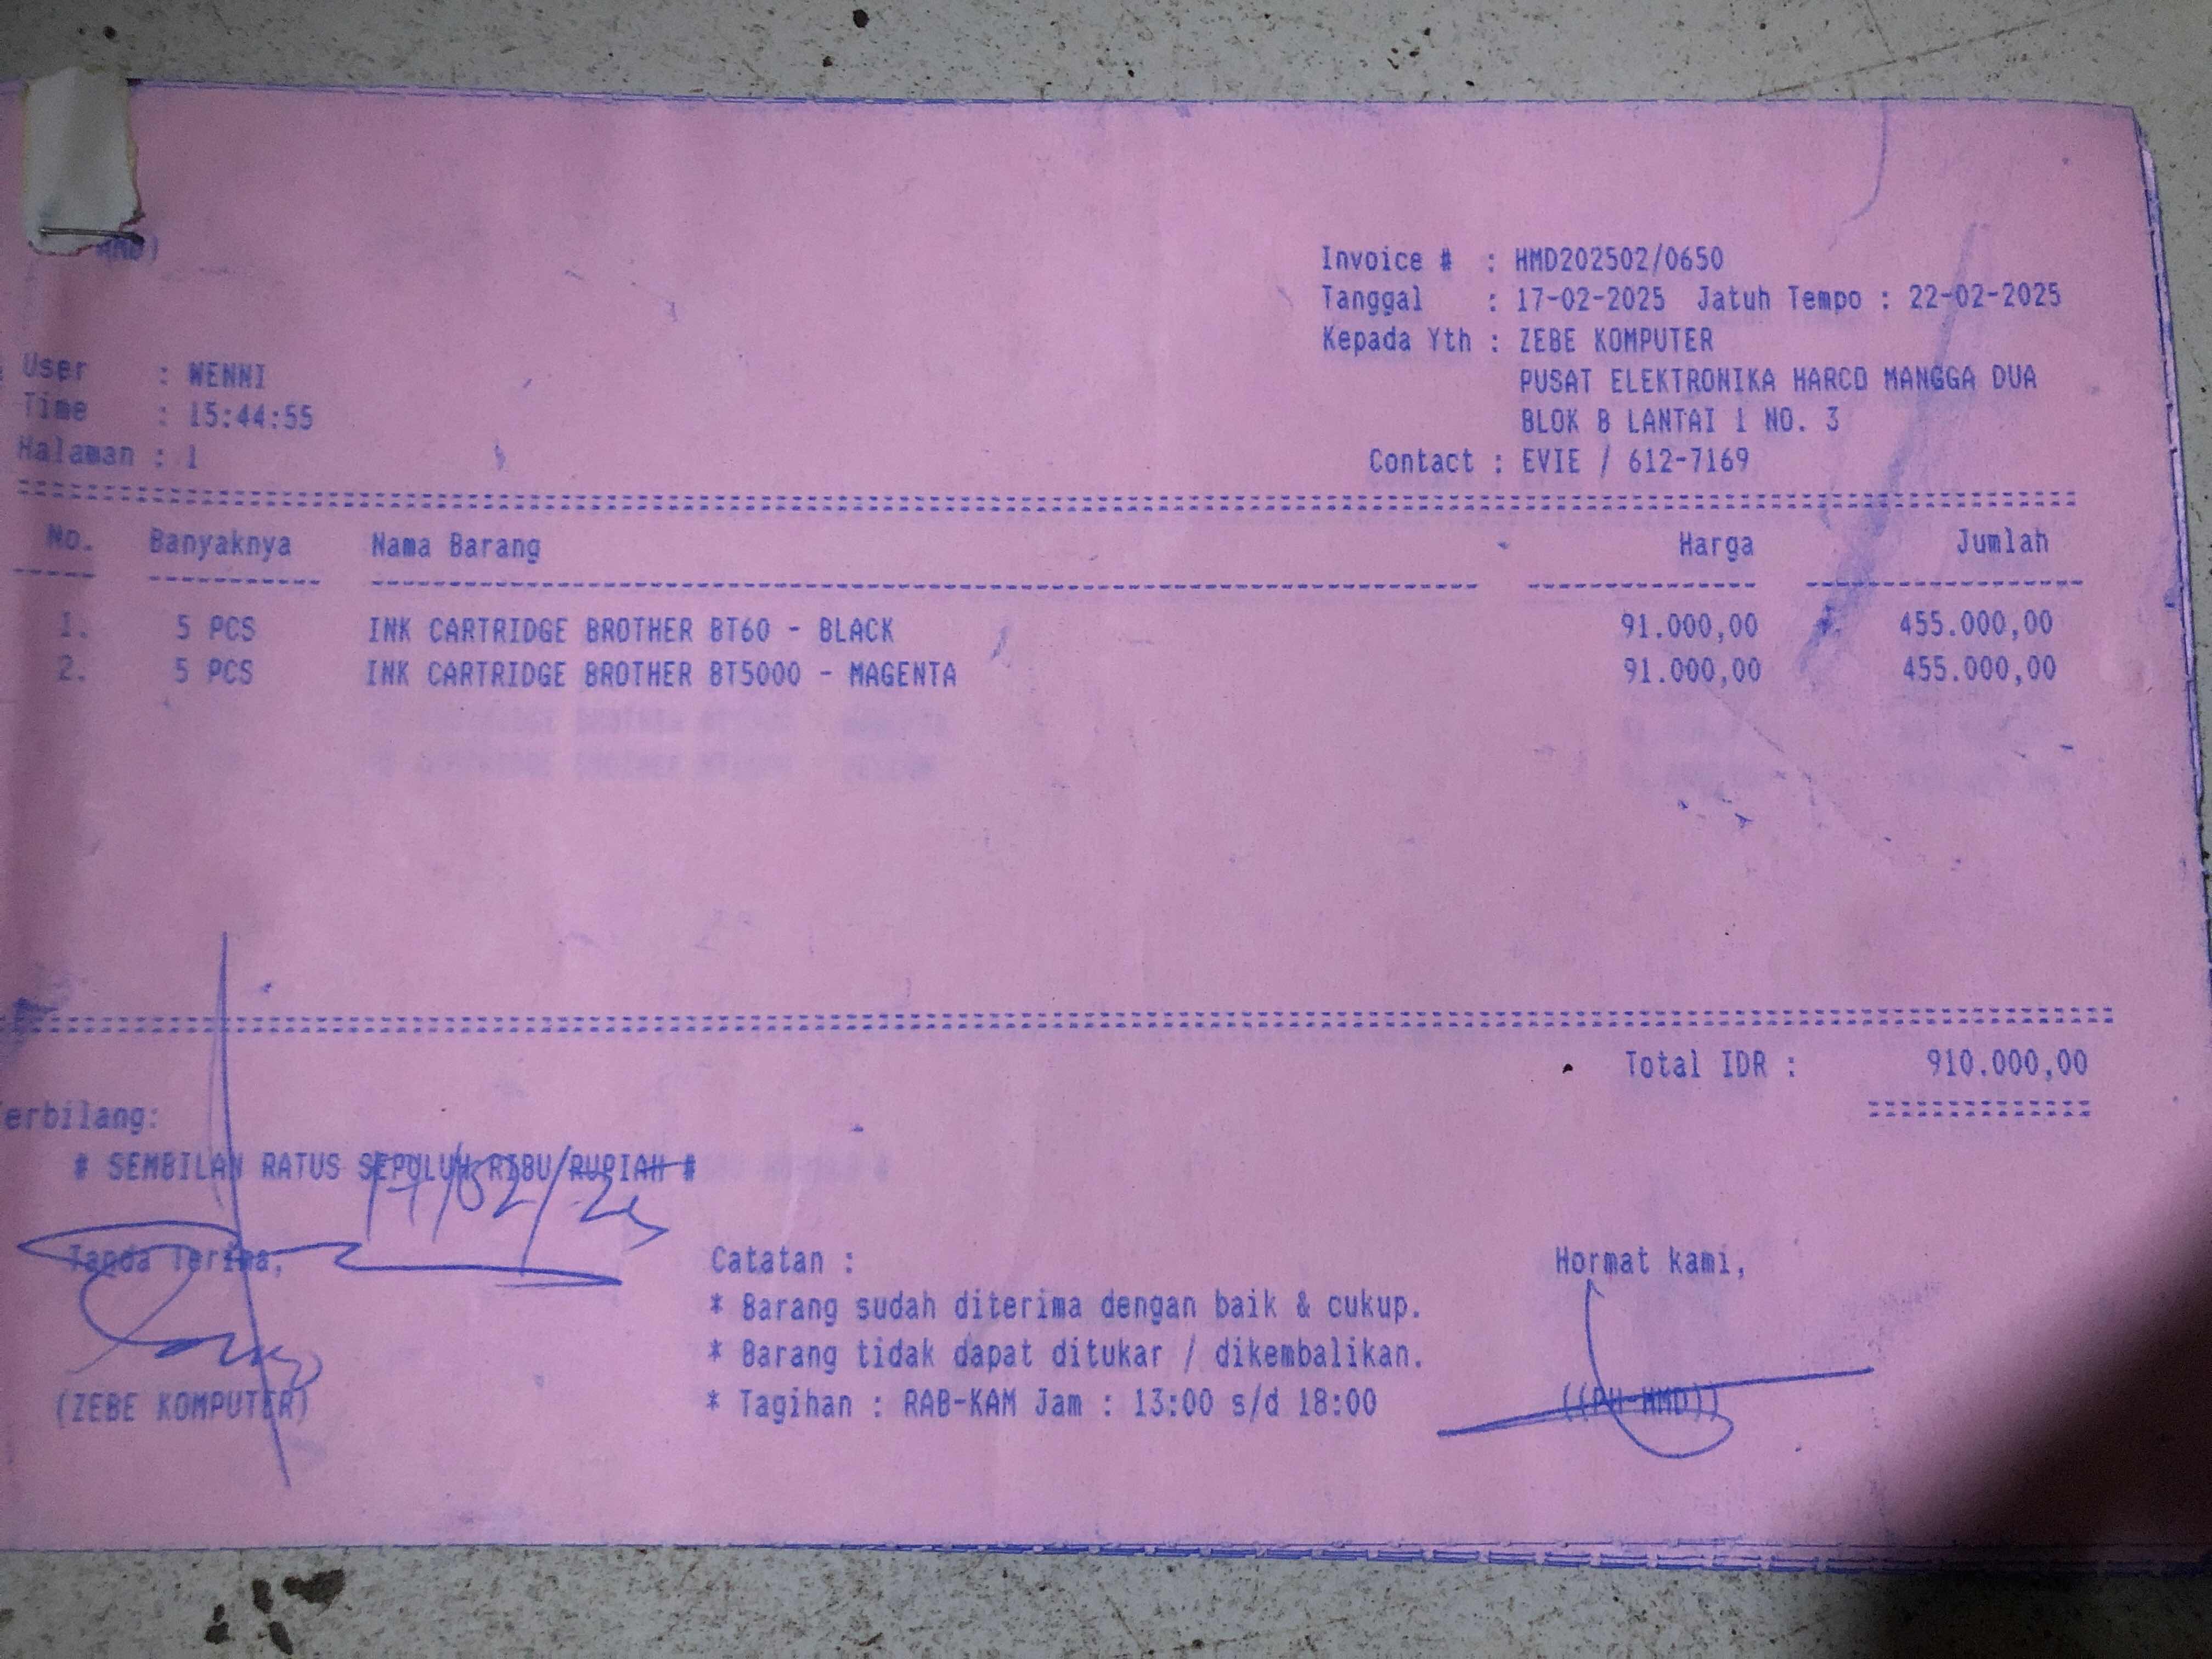 HMD)
Invoice # : HMD202502/0650
Tanggal : 17-02-2025 Jatuh Tempo : 22-02-2025
Kepada Yth : ZEBE KOMPUTER
PUSAT ELEKTRONIKA HARCO MANGGA DUA
BLOK B LANTAI 1 NO. 3
Contact : EVIE / 612-7169
User : WENNI
Time : 15:44:55
Halaman : 1
No. Banyaknya Nama Barang Harga Jumlah
1. 5 PCS INK CARTRIDGE BROTHER BT60 - BLACK 91.000,00 455.000,00
2. 5 PCS INK CARTRIDGE BROTHER BT5000 - MAGENTA 91.000,00 455.000,00
Total IDR : 910.000,00
erbilang:
# SEMBILAN RATUS SEPULUH RIBU RUPIAH #
17/02/25
Tanda Terima,
(ZEBE KOMPUTER)
Catatan :
* Barang sudah diterima dengan baik & cukup.
* Barang tidak dapat ditukar / dikembalikan.
* Tagihan : RAB-KAM Jam : 13:00 s/d 18:00
Hormat kami,
((PH-HMD))